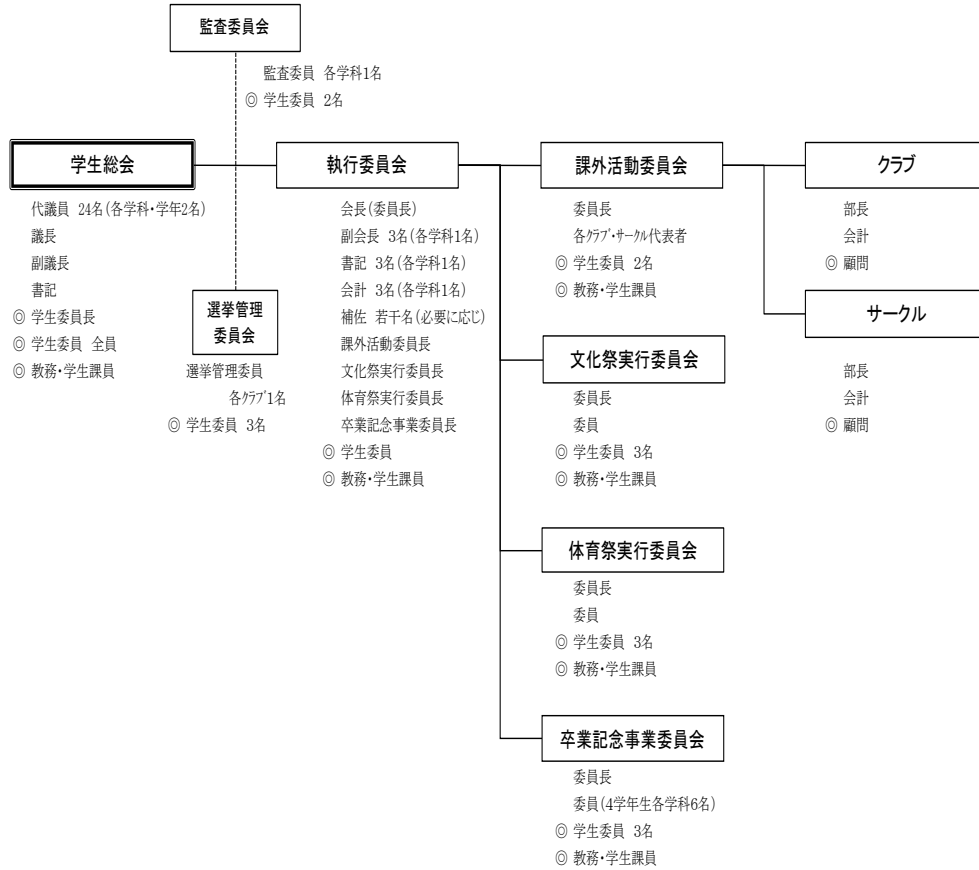 監査委員会
監査委員 各学科1名
◎ 学生委員 2名
学生総会
代議員 24名(各学科・学年2名)
議長
副議長
書記
◎ 学生委員長
◎ 学生委員 全員
◎ 教務・学生課員
選挙管理
委員会
選挙管理委員
各クラブ1名
◎ 学生委員 3名
執行委員会
会長(委員長)
副会長 3名(各学科1名)
書記 3名(各学科1名)
会計 3名(各学科1名)
補佐 若干名(必要に応じ)
課外活動委員長
文化祭実行委員長
体育祭実行委員長
卒業記念事業委員長
◎ 学生委員
◎ 教務・学生課員
課外活動委員会
委員長
各クラブ・サークル代表者
◎ 学生委員 2名
◎ 教務・学生課員
文化祭実行委員会
委員長
委員
◎ 学生委員 3名
◎ 教務・学生課員
体育祭実行委員会
委員長
委員
◎ 学生委員 3名
◎ 教務・学生課員
卒業記念事業委員会
委員長
委員(4学年生各学科6名)
◎ 学生委員 3名
◎ 教務・学生課員
クラブ
部長
会計
◎ 顧問
サークル
部長
会計
◎ 顧問